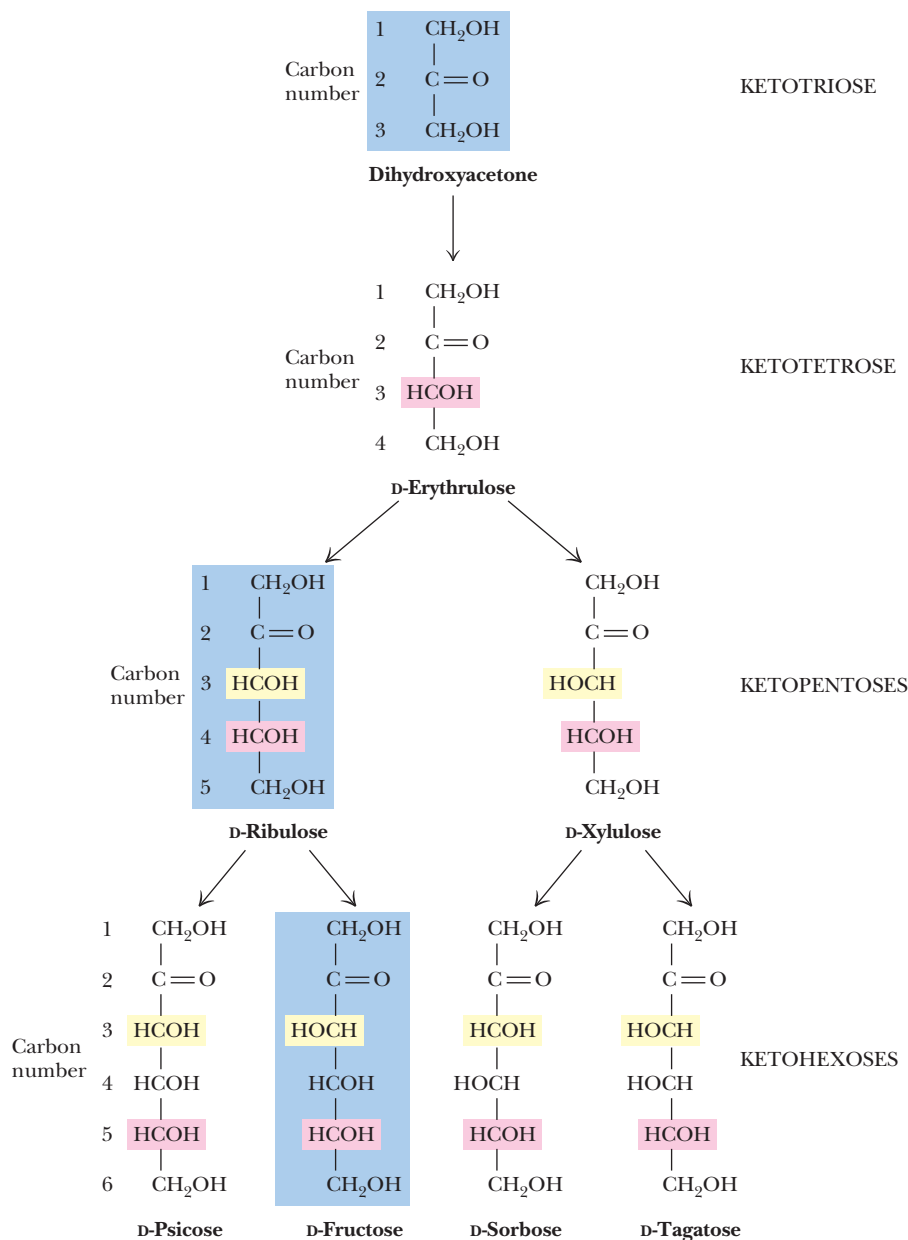 1 CH₂OH
Carbon number 2 C=O KETOTRIOSE
3 CH₂OH
Dihydroxyacetone
1 CH₂OH
2 C=O
Carbon number KETOTETROSE
3 HCOH
4 CH₂OH
D-Erythrulose
1 CH₂OH CH₂OH
2 C=O C=O
Carbon number 3 HCOH HOCH KETOPENTOSES
4 HCOH HCOH
5 CH₂OH CH₂OH
D-Ribulose D-Xylulose
1 CH₂OH CH₂OH CH₂OH CH₂OH
2 C=O C=O C=O C=O
3 HCOH HOCH HCOH HOCH
Carbon number KETOHEXOSES
4 HCOH HCOH HOCH HOCH
5 HCOH HCOH HCOH HCOH
6 CH₂OH CH₂OH CH₂OH CH₂OH
D-Psicose D-Fructose D-Sorbose D-Tagatose